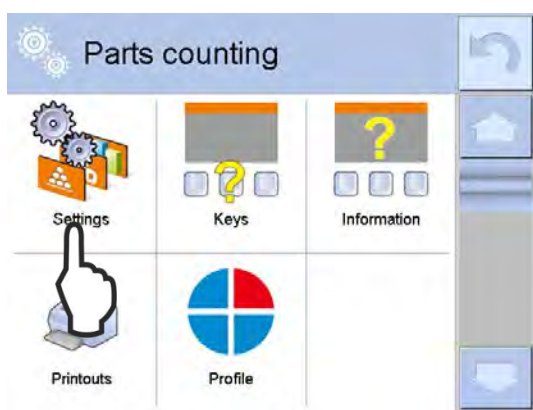 Parts counting
Settings
Keys
Information
Printouts
Profile